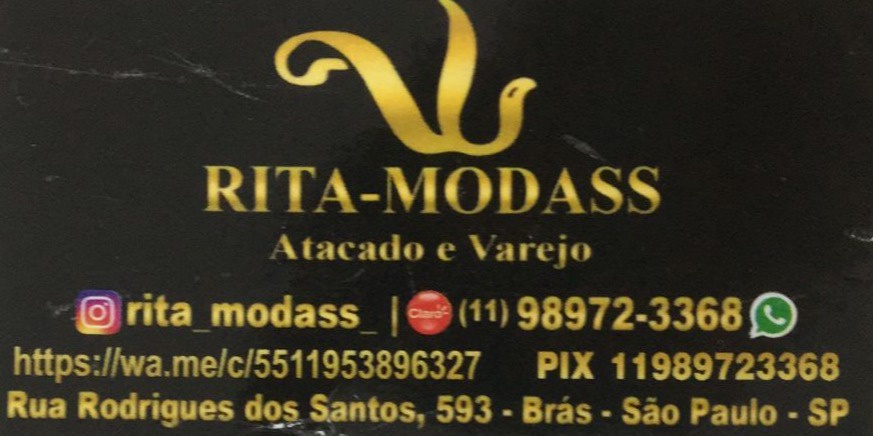 RITA-MODASS
Atacado e Varejo
rita_modass_ | Claro (11) 98972-3368
https://wa.me/c/5511953896327 PIX 11989723368
Rua Rodrigues dos Santos, 593 - Brás - São Paulo - SP